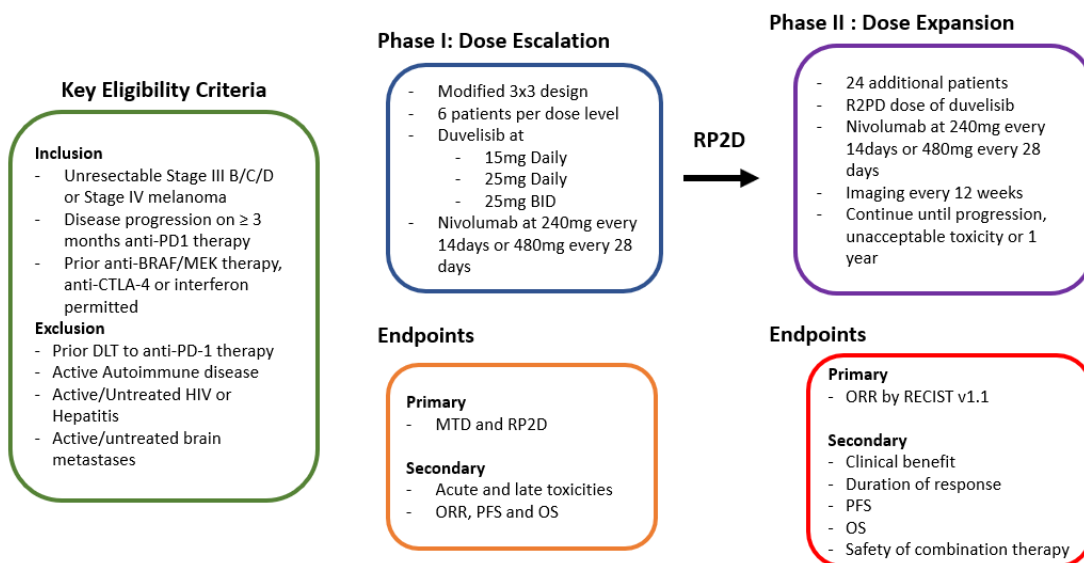 Key Eligibility Criteria
Inclusion
- Unresectable Stage III B/C/D
or Stage IV melanoma
- Disease progression on ≥ 3
months anti-PD1 therapy
- Prior anti-BRAF/MEK therapy,
anti-CTLA-4 or interferon
permitted
Exclusion
- Prior DLT to anti-PD-1 therapy
- Active Autoimmune disease
- Active/Untreated HIV or
Hepatitis
- Active/untreated brain
metastases
Phase I: Dose Escalation
- Modified 3x3 design
- 6 patients per dose level
- Duvelisib at
- 15mg Daily
- 25mg Daily
- 25mg BID
- Nivolumab at 240mg every
14days or 480mg every 28
days
RP2D
Phase II : Dose Expansion
- 24 additional patients
- R2PD dose of duvelisib
- Nivolumab at 240mg every
14days or 480mg every 28
days
- Imaging every 12 weeks
- Continue until progression,
unacceptable toxicity or 1
year
Endpoints
Primary
- MTD and RP2D
Secondary
- Acute and late toxicities
- ORR, PFS and OS
Endpoints
Primary
- ORR by RECIST v1.1
Secondary
- Clinical benefit
- Duration of response
- PFS
- OS
- Safety of combination therapy